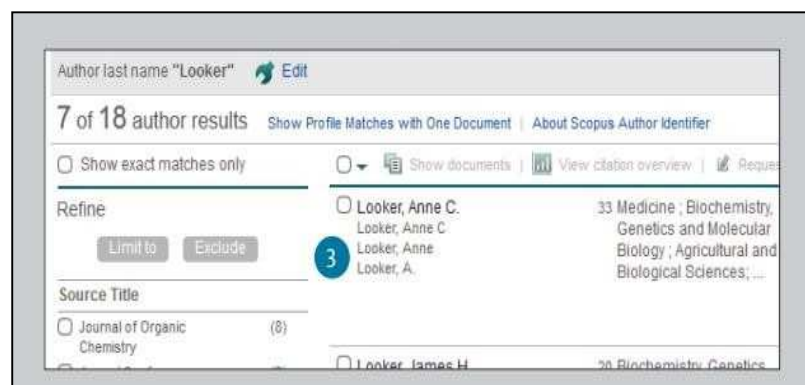 Author last name "Looker" Edit
7 of 18 author results Show Profile Matches with One Document | About Scopus Author Identifier
Show exact matches only
Show documents | View citation overview | Reques
Refine
Limit to Exclude
Source Title
Journal of Organic (8)
Chemistry
3
Looker, Anne C. 33 Medicine ; Biochemistry,
Looker, Anne C Genetics and Molecular
Looker, Anne Biology ; Agricultural and
Looker, A. Biological Sciences; ...
Looker, James H 20 Biochemistry, Genetics